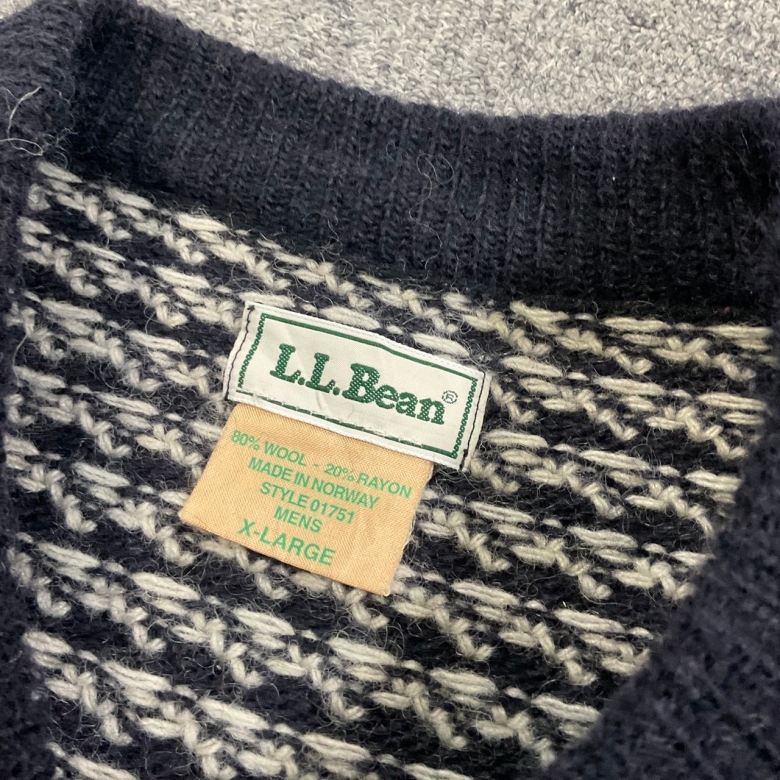 L.L.Bean®
80% WOOL - 20% RAYON
MADE IN NORWAY
STYLE 01751
MENS
X-LARGE